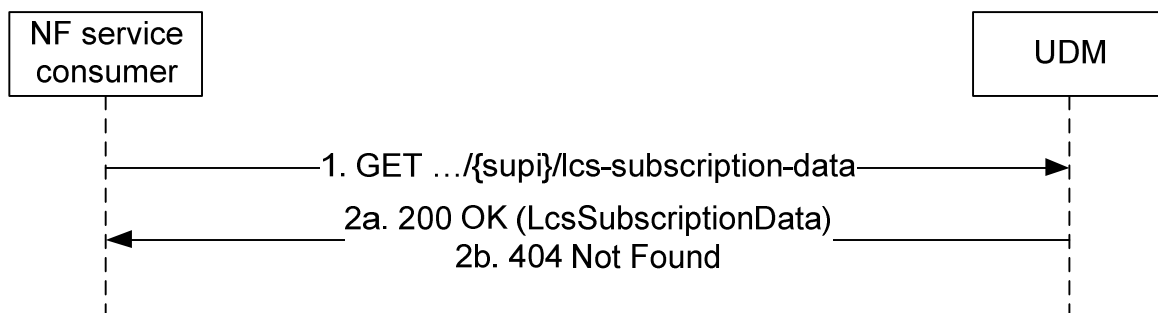 NF service
consumer
UDM
1. GET …/{supi}/lcs-subscription-data
2a. 200 OK (LcsSubscriptionData)
2b. 404 Not Found